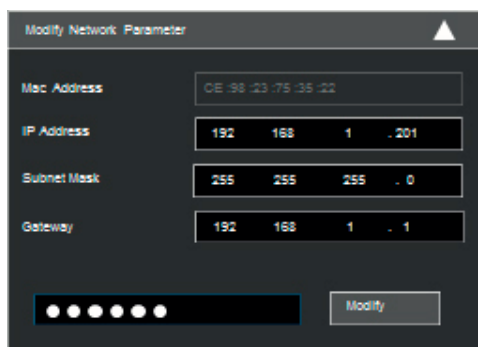 Modify Network Parameter
Mac Address CE :98 :23 :75 :35 :22
IP Address 192 168 1 . 201
Subnet Mask 255 255 255 . 0
Gateway 192 168 1 . 1
●●●●●● Modify